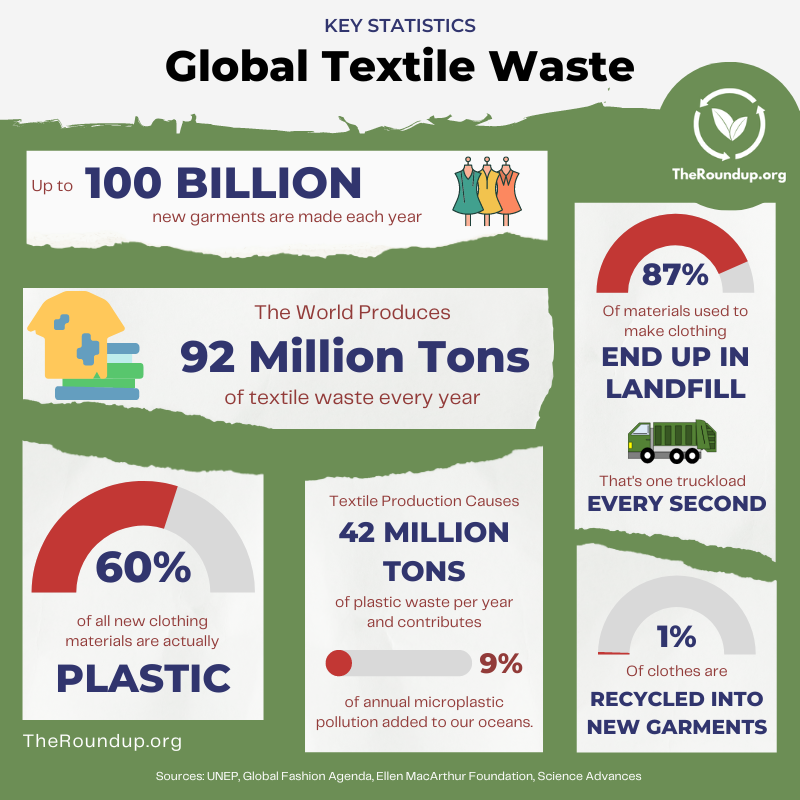 KEY STATISTICS
Global Textile Waste
TheRoundup.org
Up to 100 BILLION
new garments are made each year
The World Produces
92 Million Tons
of textile waste every year
87%
Of materials used to
make clothing
END UP IN
LANDFILL
That's one truckload
EVERY SECOND
60%
of all new clothing
materials are actually
PLASTIC
Textile Production Causes
42 MILLION
TONS
of plastic waste per year
and contributes
9%
of annual microplastic
pollution added to our oceans.
1%
Of clothes are
RECYCLED INTO
NEW GARMENTS
TheRoundup.org
Sources: UNEP, Global Fashion Agenda, Ellen MacArthur Foundation, Science Advances